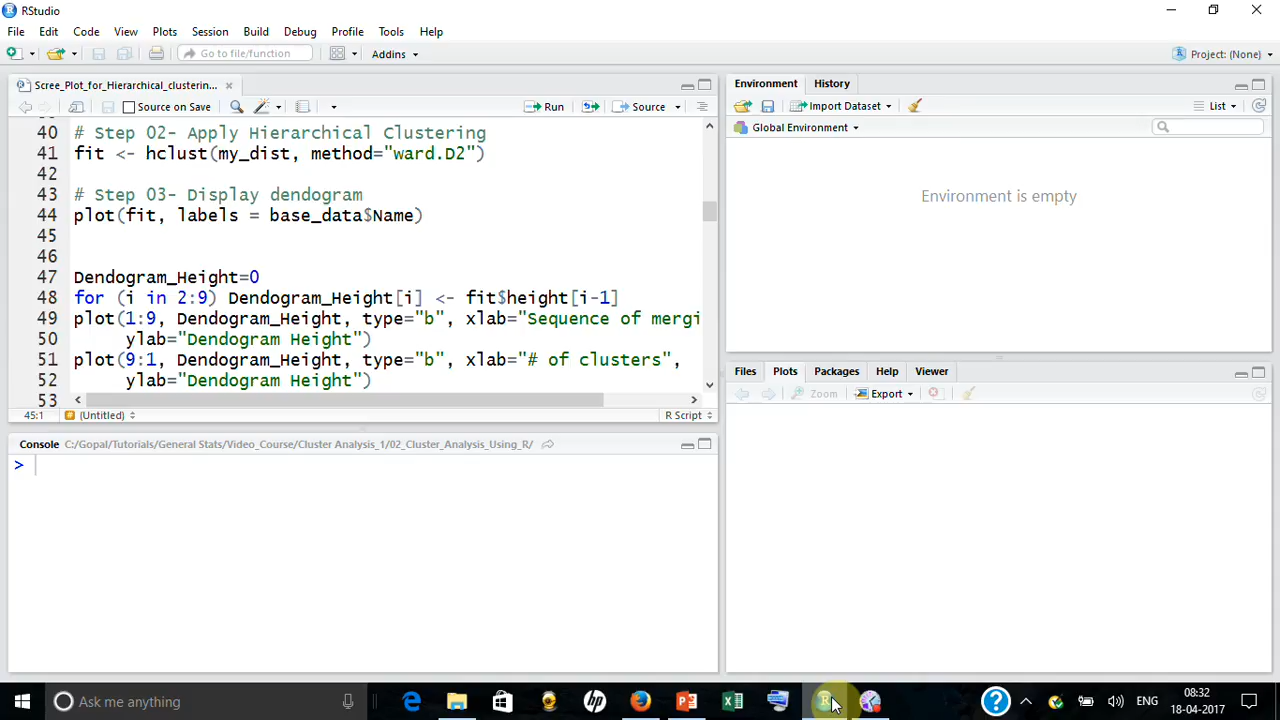 RStudio
File Edit Code View Plots Session Build Debug Profile Tools Help
Go to file/function Addins Project: (None)
Scree_Plot_for_Hierarchical_clusterin...
Source on Save Run Source
40 # Step 02- Apply Hierarchical Clustering
41 fit <- hclust(my_dist, method="ward.D2")
42
43 # Step 03- Display dendogram
44 plot(fit, labels = base_data$Name)
45
46
47 Dendogram_Height=0
48 for (i in 2:9) Dendogram_Height[i] <- fit$height[i-1]
49 plot(1:9, Dendogram_Height, type="b", xlab="Sequence of mergi
50 ylab="Dendogram Height")
51 plot(9:1, Dendogram_Height, type="b", xlab="# of clusters",
52 ylab="Dendogram Height")
53
45:1 (Untitled) R Script
Console C:/Gopal/Tutorials/General Stats/Video_Course/Cluster Analysis_1/02_Cluster_Analysis_Using_R/
>
Environment History
Import Dataset List
Global Environment
Environment is empty
Files Plots Packages Help Viewer
Zoom Export
Ask me anything
ENG
08:32
18-04-2017